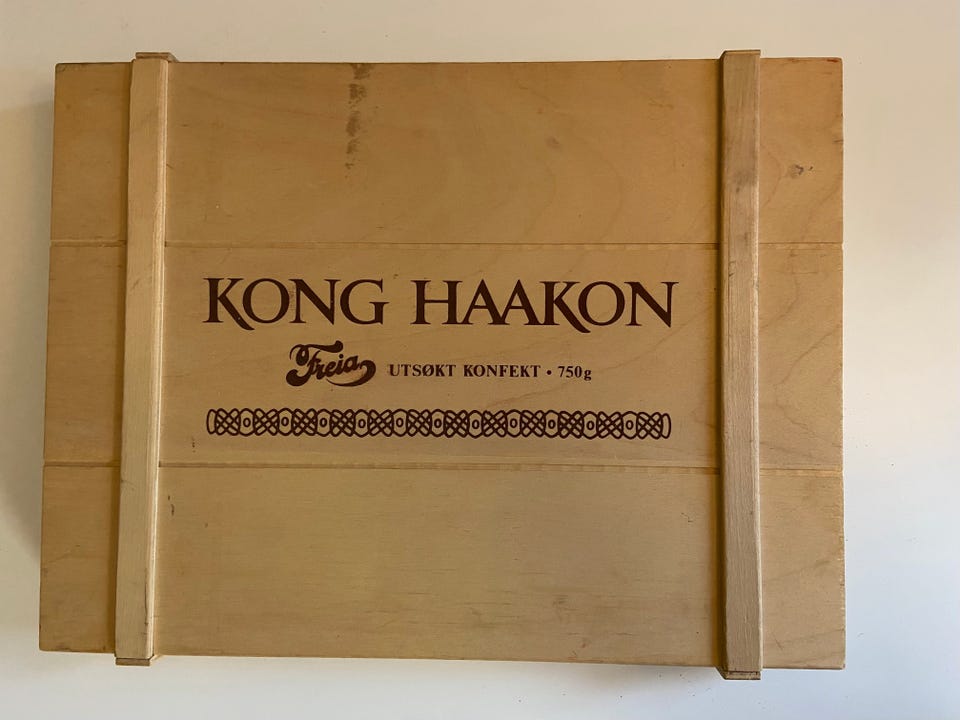 KONG HAAKON
Freia UTSØKT KONFEKT • 750g